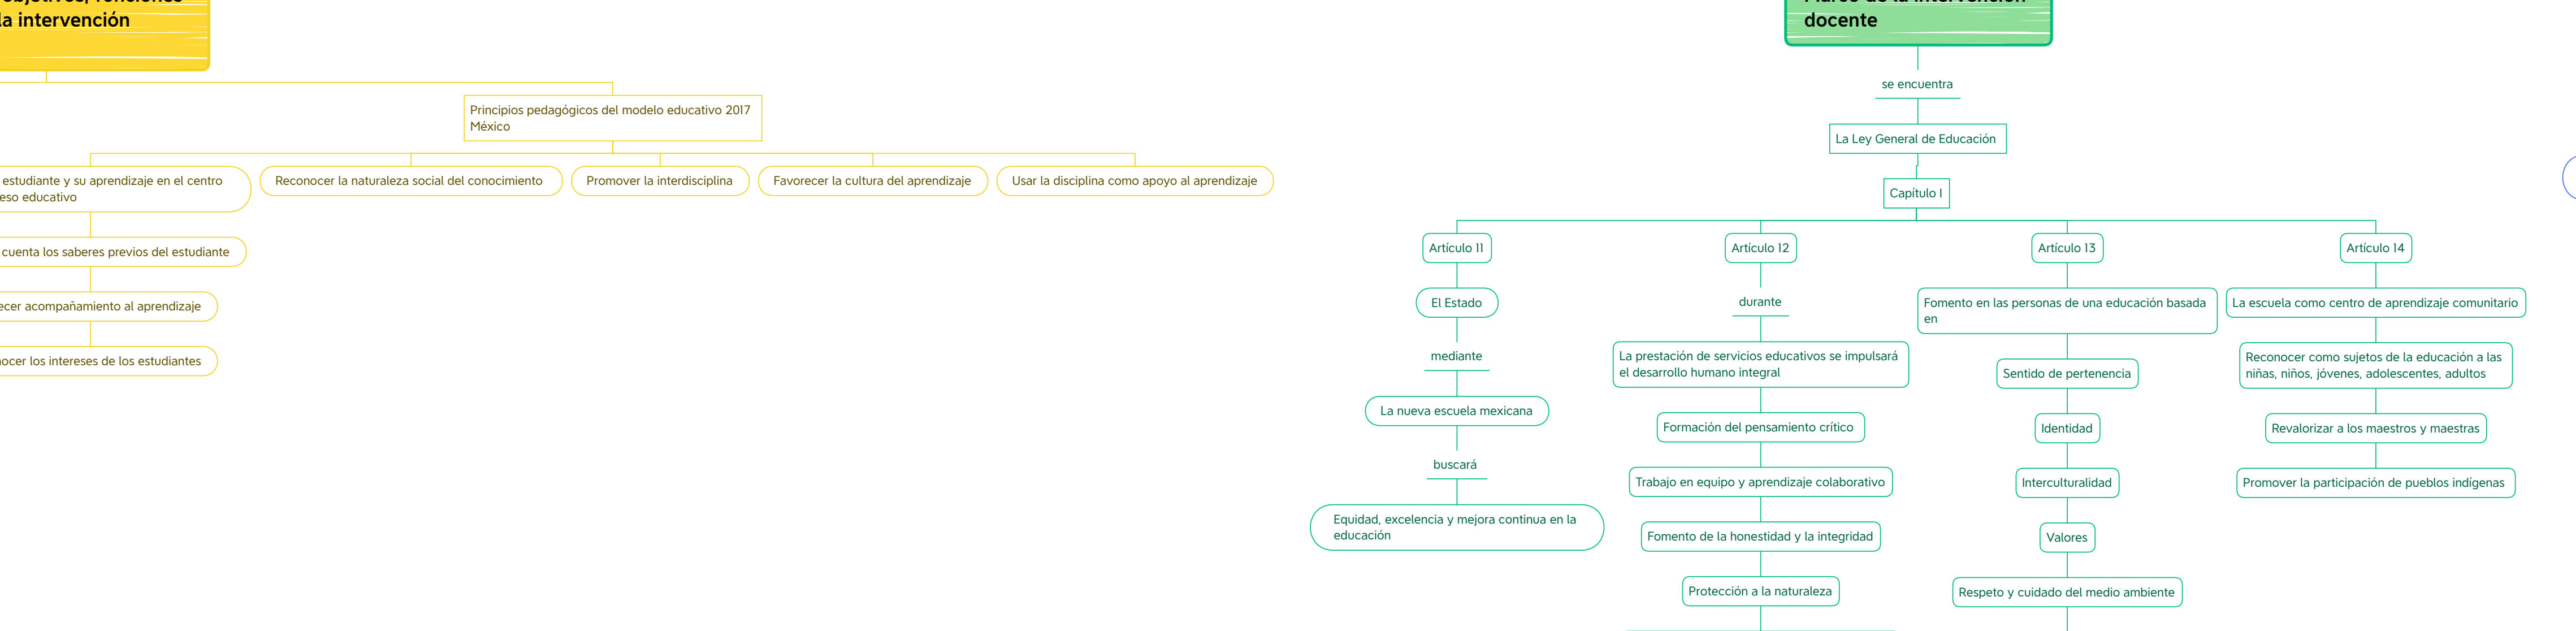 la intervención
Principios pedagógicos del modelo educativo 2017
México
estudiante y su aprendizaje en el centro
eso educativo
Reconocer la naturaleza social del conocimiento
Promover la interdisciplina
Favorecer la cultura del aprendizaje
Usar la disciplina como apoyo al aprendizaje
cuenta los saberes previos del estudiante
ecer acompañamiento al aprendizaje
ocer los intereses de los estudiantes
Marco de la intervención
docente
se encuentra
La Ley General de Educación
Capítulo I
Artículo 11
El Estado
mediante
La nueva escuela mexicana
buscará
Equidad, excelencia y mejora continua en la
educación
Artículo 12
durante
La prestación de servicios educativos se impulsará
el desarrollo humano integral
Formación del pensamiento crítico
Trabajo en equipo y aprendizaje colaborativo
Fomento de la honestidad y la integridad
Protección a la naturaleza
Artículo 13
Fomento en las personas de una educación basada
en
Sentido de pertenencia
Identidad
Interculturalidad
Valores
Respeto y cuidado del medio ambiente
Artículo 14
La escuela como centro de aprendizaje comunitario
Reconocer como sujetos de la educación a las
niñas, niños, jóvenes, adolescentes, adultos
Revalorizar a los maestros y maestras
Promover la participación de pueblos indígenas